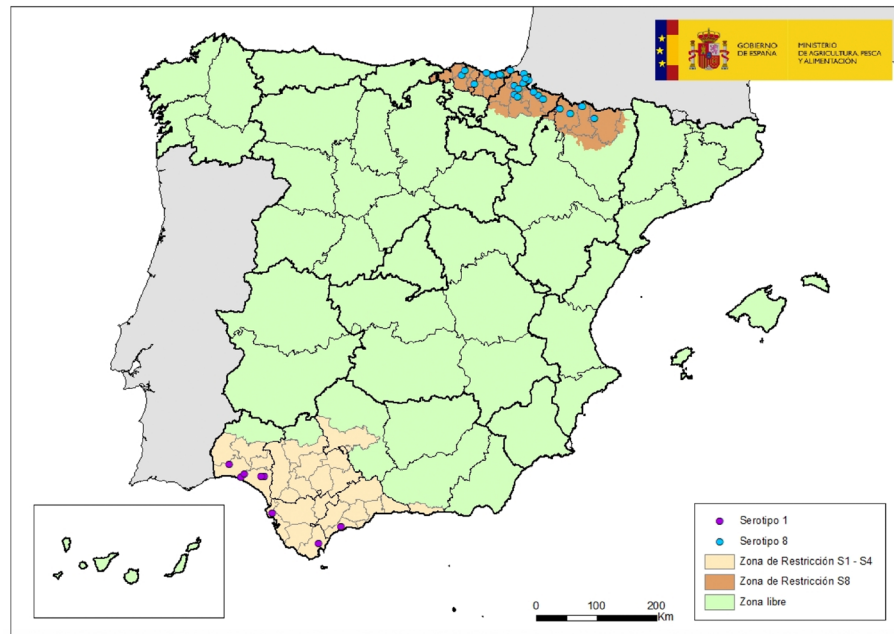 GOBIERNO
DE ESPAÑA
MINISTERIO
DE AGRICULTURA, PESCA
Y ALIMENTACIÓN
Serotipo 1
Serotipo 8
Zona de Restricción S1 - S4
Zona de Restricción S8
Zona libre
0 50 100 200
Km